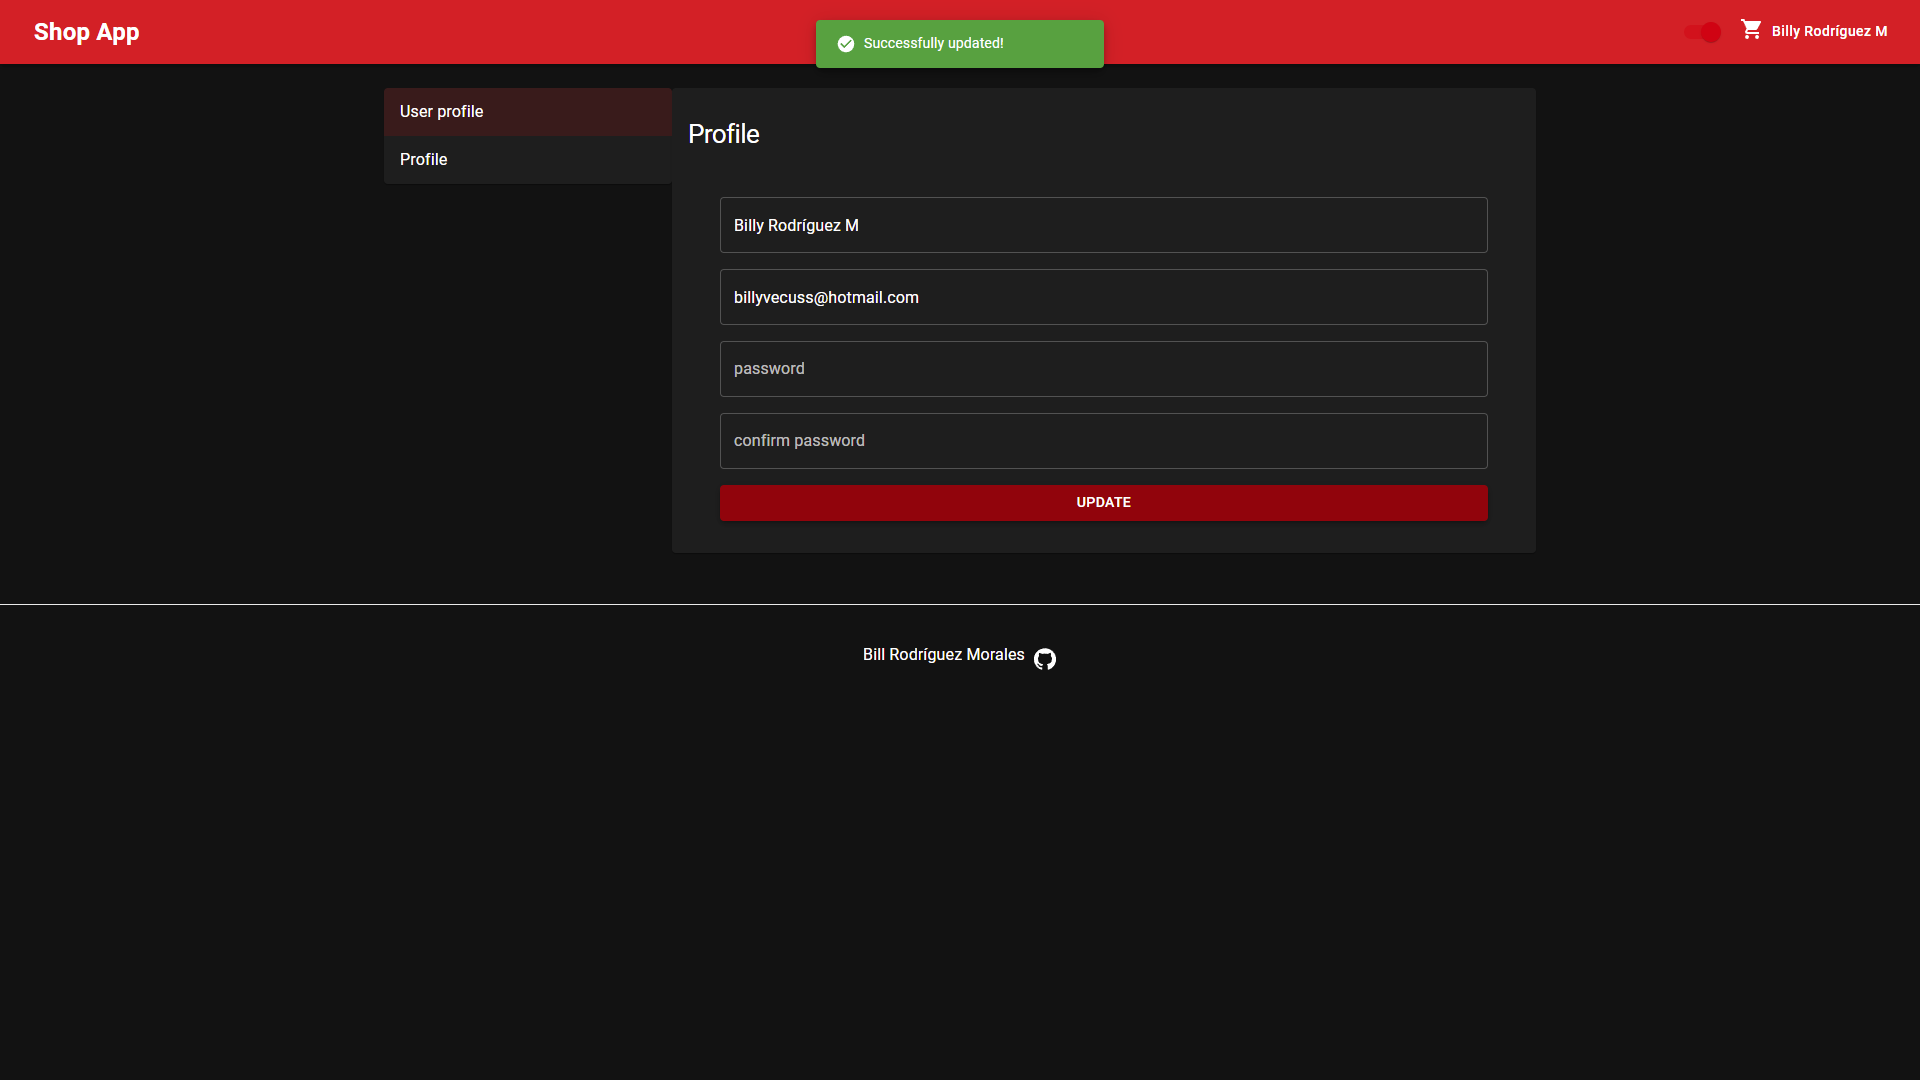 Shop App
Successfully updated!
Billy Rodríguez M
User profile
Profile
Profile
Billy Rodríguez M
billyvecuss@hotmail.com
password
confirm password
UPDATE
Bill Rodríguez Morales